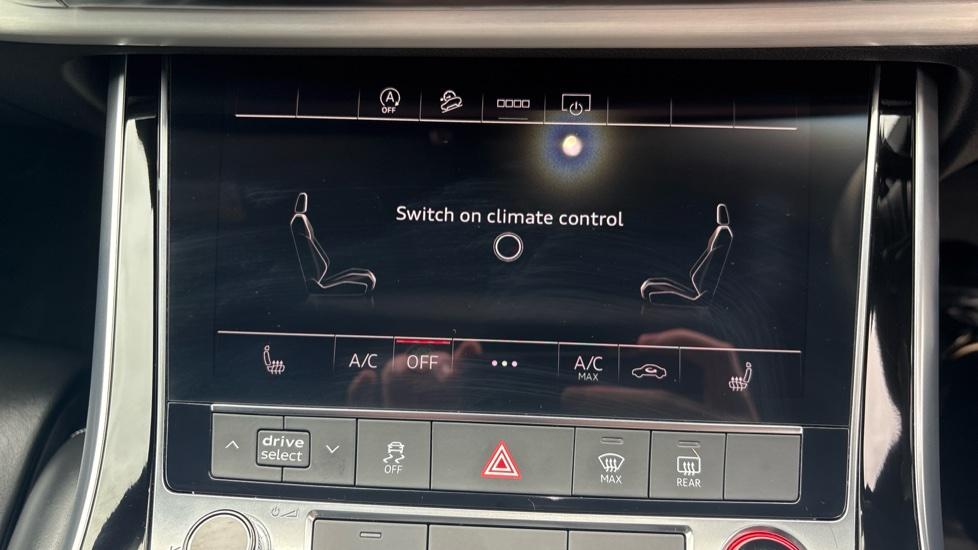 A
OFF
Switch on climate control
A/C
OFF
A/C
MAX
drive
select
OFF
MAX
REAR